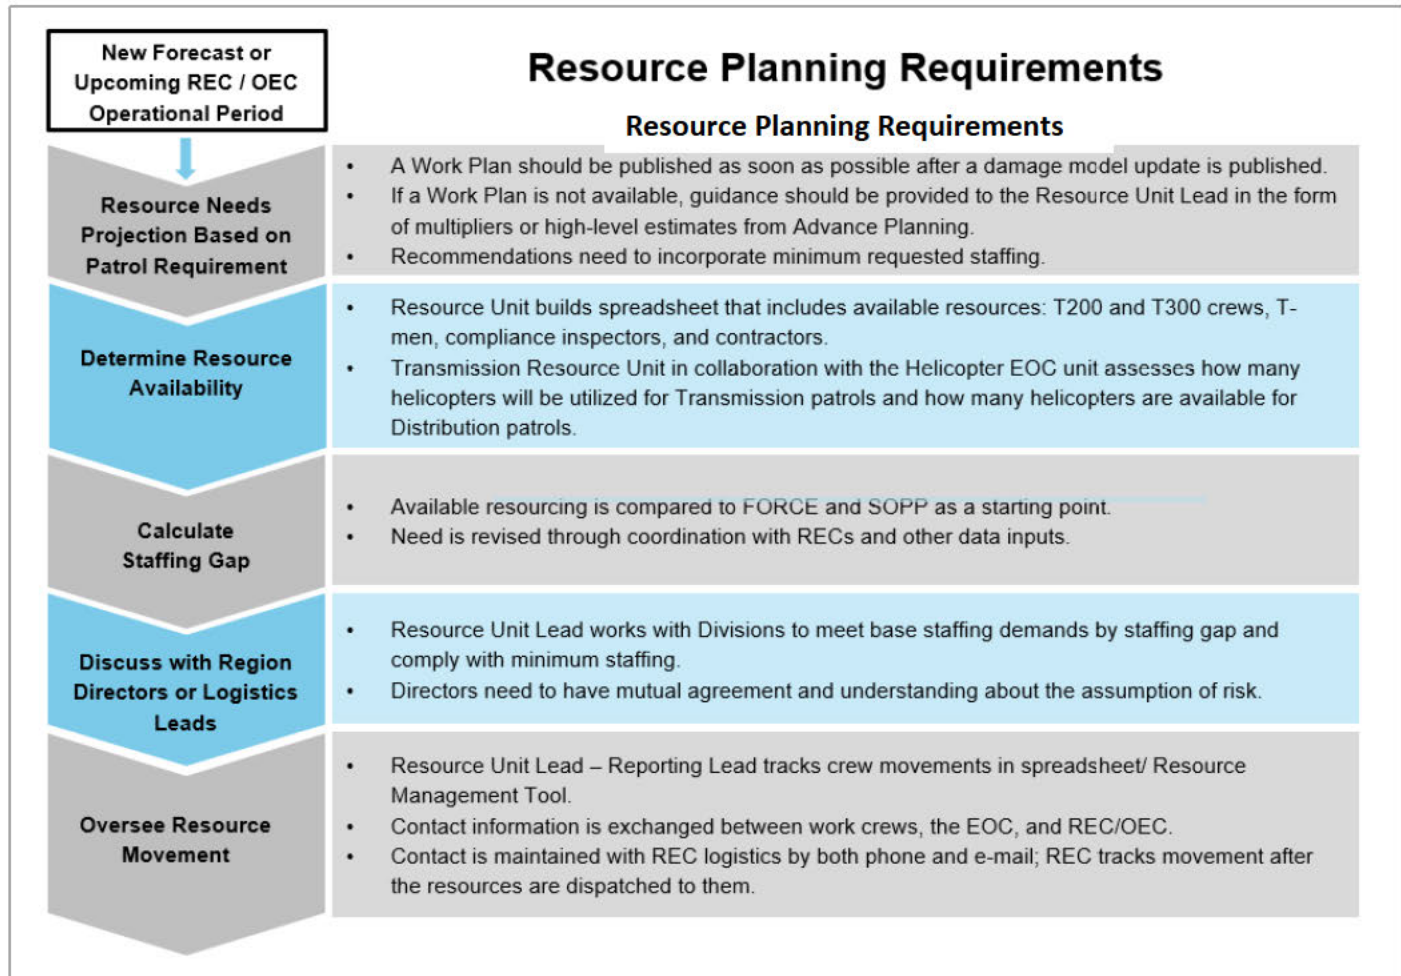 New Forecast or
Upcoming REC / OEC
Operational Period
Resource Planning Requirements
Resource Planning Requirements
Resource Needs
Projection Based on
Patrol Requirement
• A Work Plan should be published as soon as possible after a damage model update is published.
• If a Work Plan is not available, guidance should be provided to the Resource Unit Lead in the form
of multipliers or high-level estimates from Advance Planning.
• Recommendations need to incorporate minimum requested staffing.
Determine Resource
Availability
• Resource Unit builds spreadsheet that includes available resources: T200 and T300 crews, T-
men, compliance inspectors, and contractors.
• Transmission Resource Unit in collaboration with the Helicopter EOC unit assesses how many
helicopters will be utilized for Transmission patrols and how many helicopters are available for
Distribution patrols.
Calculate
Staffing Gap
• Available resourcing is compared to FORCE and SOPP as a starting point.
• Need is revised through coordination with RECs and other data inputs.
Discuss with Region
Directors or Logistics
Leads
• Resource Unit Lead works with Divisions to meet base staffing demands by staffing gap and
comply with minimum staffing.
• Directors need to have mutual agreement and understanding about the assumption of risk.
Oversee Resource
Movement
• Resource Unit Lead – Reporting Lead tracks crew movements in spreadsheet/ Resource
Management Tool.
• Contact information is exchanged between work crews, the EOC, and REC/OEC.
• Contact is maintained with REC logistics by both phone and e-mail; REC tracks movement after
the resources are dispatched to them.